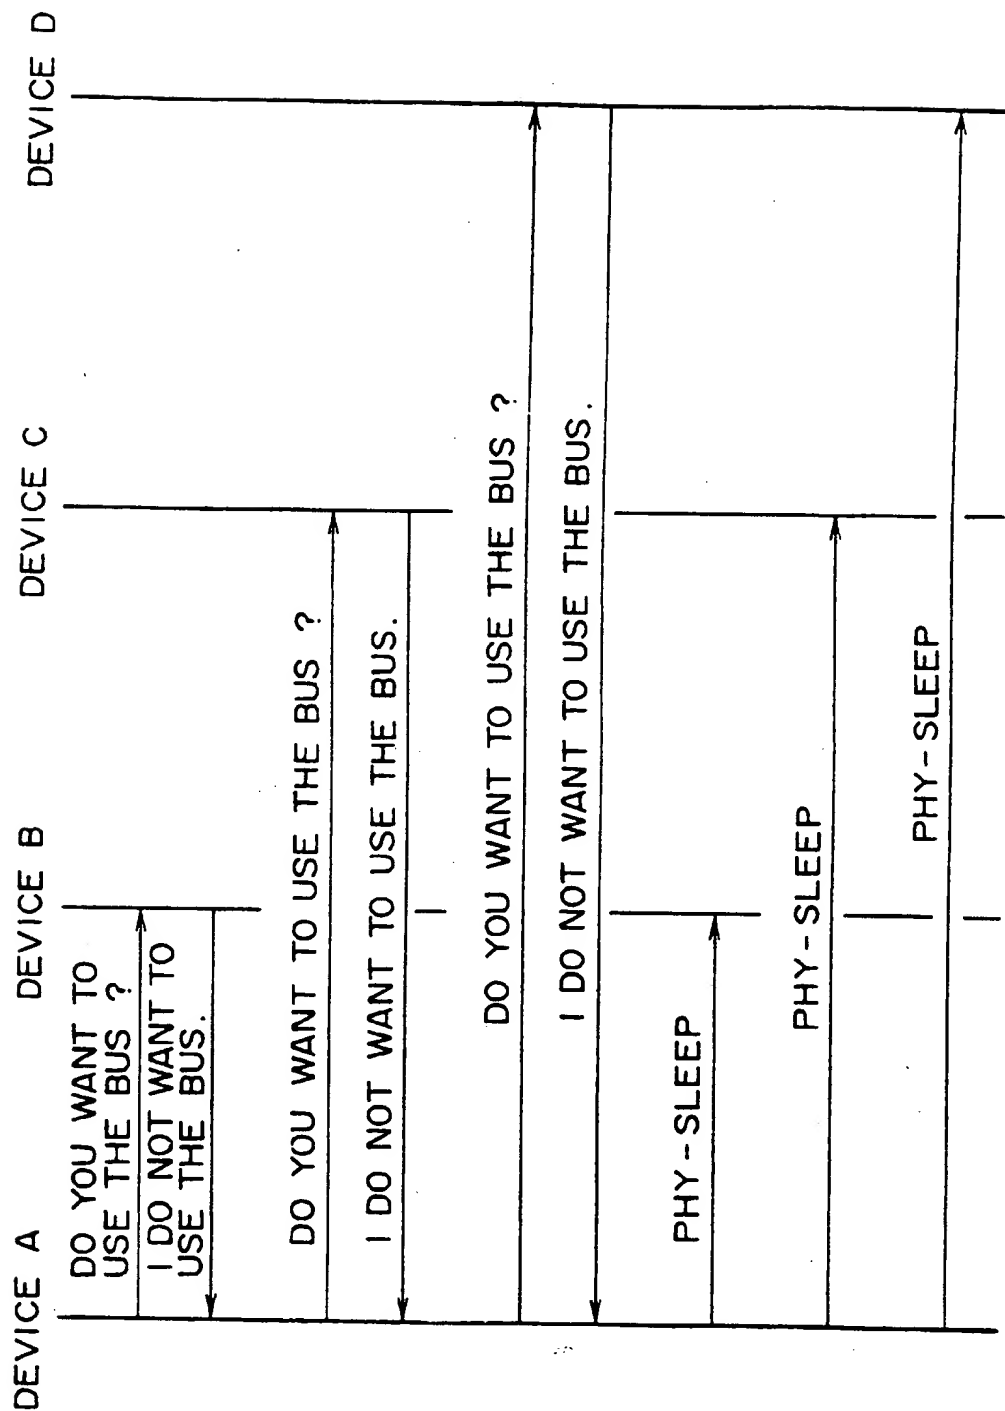 DEVICE A
DEVICE B
DEVICE C
DEVICE D
DO YOU WANT TO
USE THE BUS ?
I DO NOT WANT TO
USE THE BUS.
DO YOU WANT TO USE THE BUS ?
I DO NOT WANT TO USE THE BUS.
DO YOU WANT TO USE THE BUS ?
I DO NOT WANT TO USE THE BUS.
PHY-SLEEP
PHY-SLEEP
PHY-SLEEP